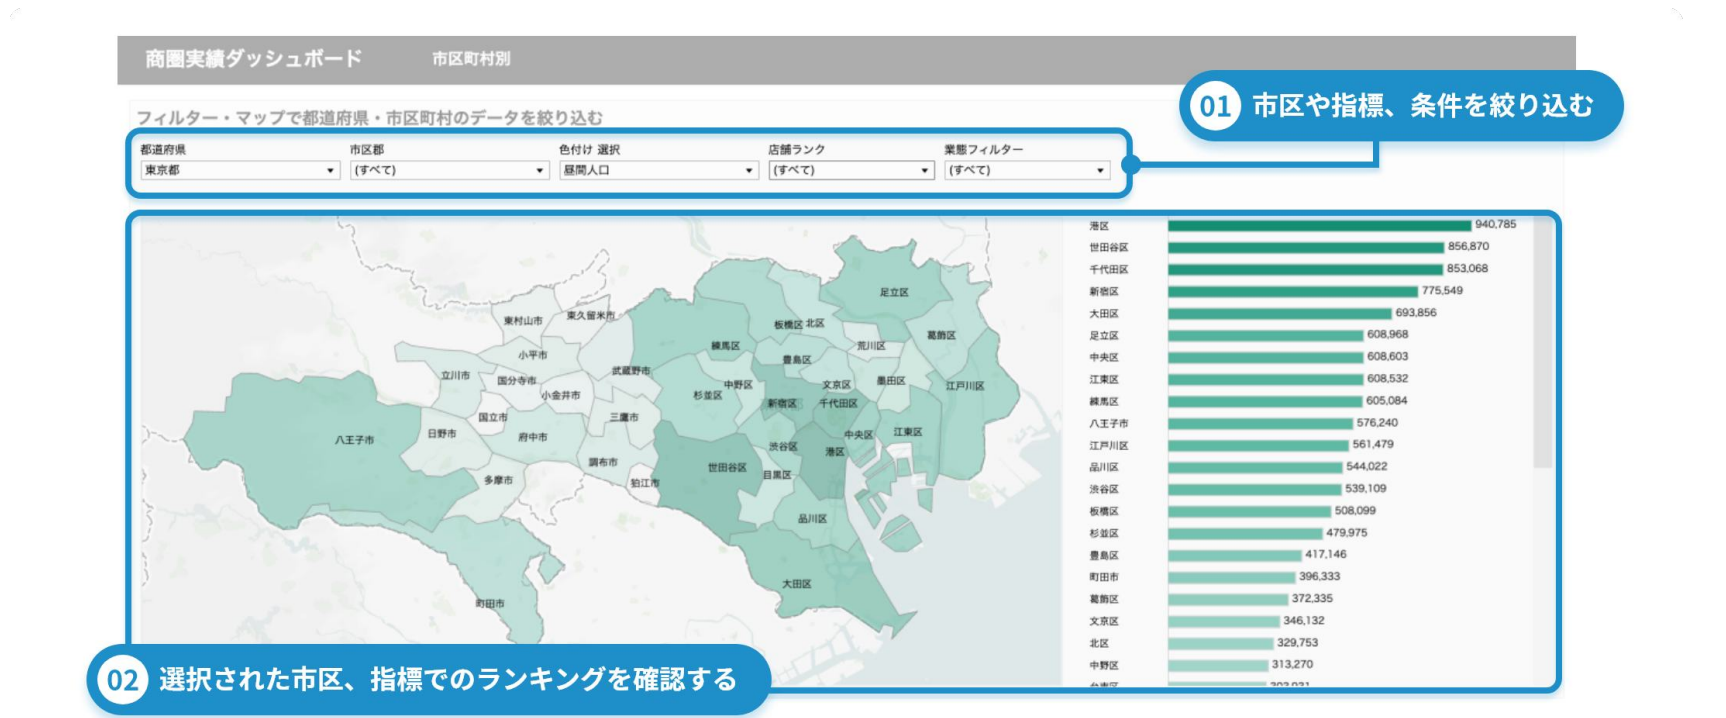 商圏実績ダッシュボード 市区町村別
01 市区や指標、条件を絞り込む
フィルター・マップで都道府県・市区町村のデータを絞り込む
都道府県 市区郡 色付け 選択 店舗ランク 業態フィルター
東京都 (すべて) 昼間人口 (すべて) (すべて)
足立区
東村山市 東久留米市
板橋区 北区
葛飾区
練馬区 荒川区
小平市
豊島区
武蔵野市
立川市 国分寺市 中野区 文京区 墨田区 江戸川区
小金井市 杉並区
新宿区 千代田区
国立市 三鷹市
日野市 府中市 中央区 江東区
八王子市
渋谷区 港区
調布市 世田谷区 目黒区
多摩市 狛江市
品川区
大田区
町田市
港区 940,785
世田谷区 856,870
千代田区 853,068
新宿区 775,549
大田区 693,856
足立区 608,968
中央区 608,603
江東区 608,532
練馬区 605,084
八王子市 576,240
江戸川区 561,479
品川区 544,022
渋谷区 539,109
板橋区 508,099
杉並区 479,975
豊島区 417,146
町田市 396,333
葛飾区 372,335
文京区 346,132
北区 329,753
中野区 313,270
02 選択された市区、指標でのランキングを確認する